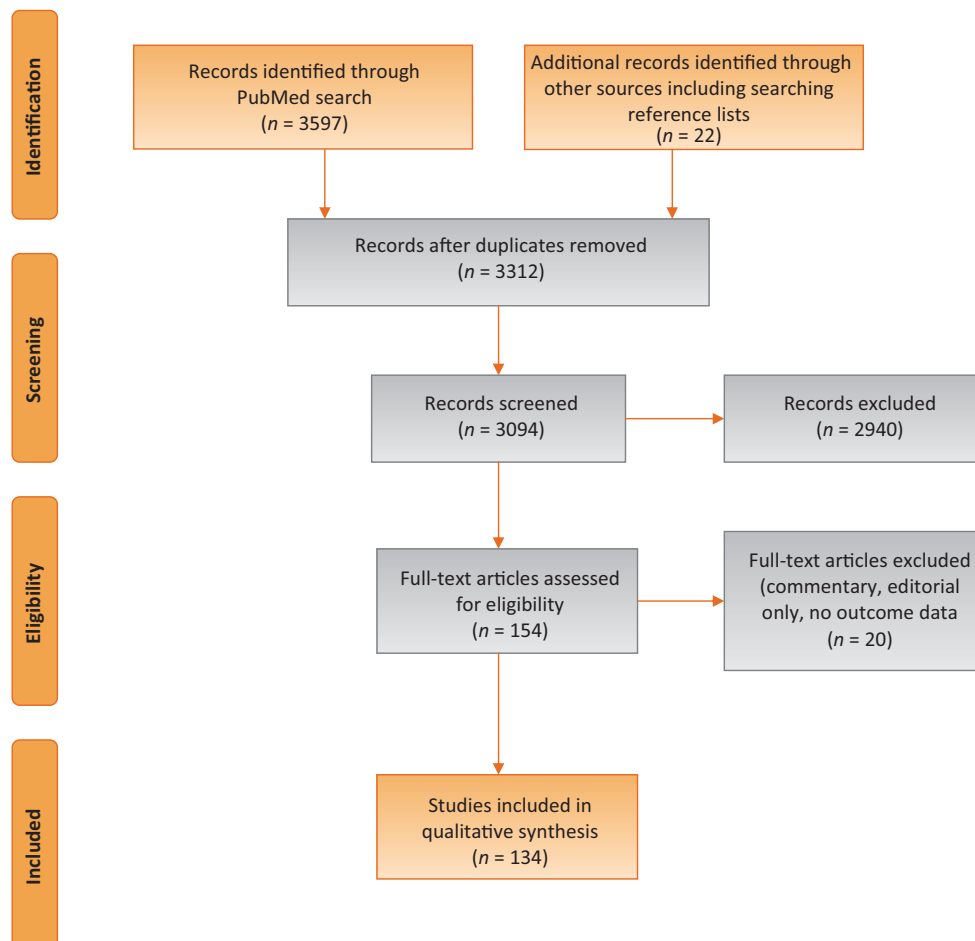 Identification
Records identified through
PubMed search
(n = 3597)
Additional records identified through
other sources including searching
reference lists
(n = 22)
Records after duplicates removed
(n = 3312)
Screening
Records screened
(n = 3094)
Records excluded
(n = 2940)
Eligibility
Full-text articles assessed
for eligibility
(n = 154)
Full-text articles excluded
(commentary, editorial
only, no outcome data
(n = 20)
Included
Studies included in
qualitative synthesis
(n = 134)